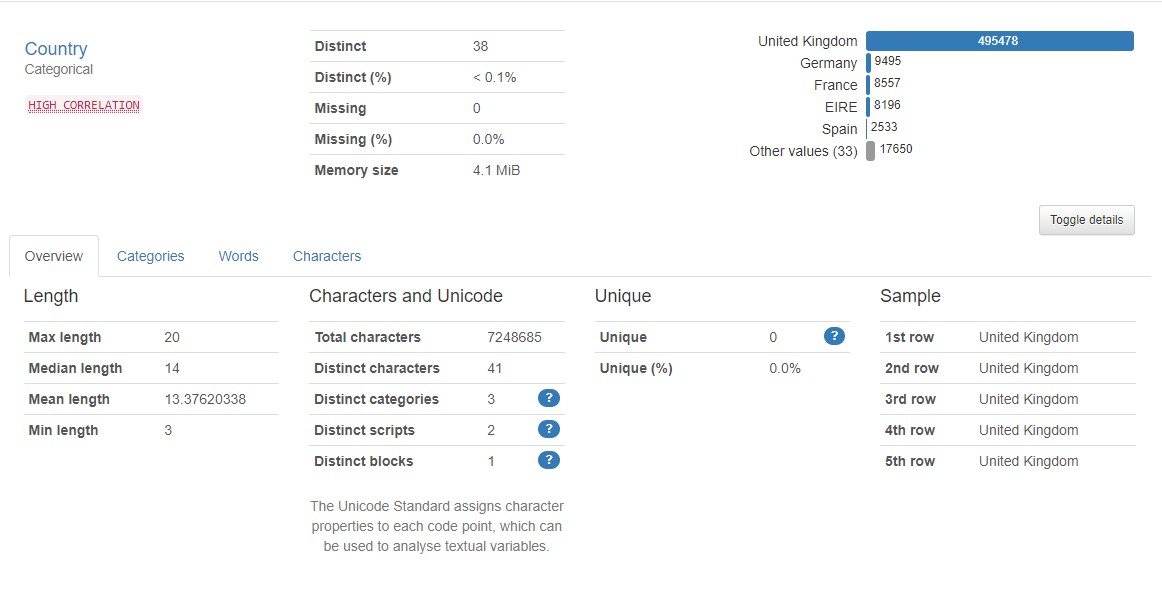 Country
Categorical
HIGH CORRELATION
Distinct 38
Distinct (%) < 0.1%
Missing 0
Missing (%) 0.0%
Memory size 4.1 MiB
United Kingdom 495478
Germany 9495
France 8557
EIRE 8196
Spain 2533
Other values (33) 17650
Toggle details
Overview Categories Words Characters
Length
Max length 20
Median length 14
Mean length 13.37620338
Min length 3
Characters and Unicode
Total characters 7248685
Distinct characters 41
Distinct categories 3 ?
Distinct scripts 2 ?
Distinct blocks 1 ?
The Unicode Standard assigns character
properties to each code point, which can
be used to analyse textual variables.
Unique
Unique 0 ?
Unique (%) 0.0%
Sample
1st row United Kingdom
2nd row United Kingdom
3rd row United Kingdom
4th row United Kingdom
5th row United Kingdom